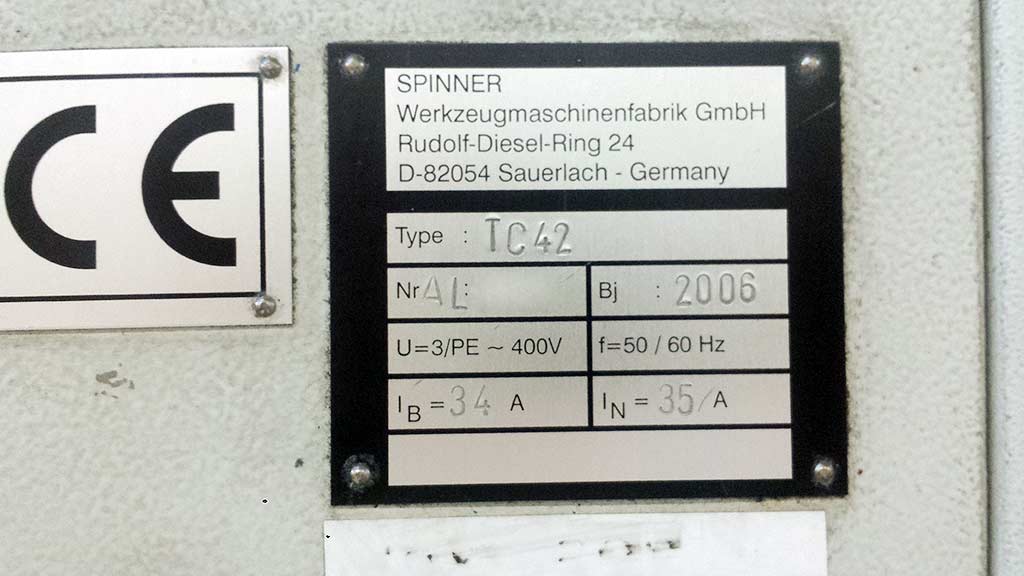 CE
SPINNER
Werkzeugmaschinenfabrik GmbH
Rudolf-Diesel-Ring 24
D-82054 Sauerlach - Germany
Type : TC42
Nr AL:
Bj : 2006
U=3/PE ~ 400V
f=50 / 60 Hz
IB = 34 A
IN = 35 / A